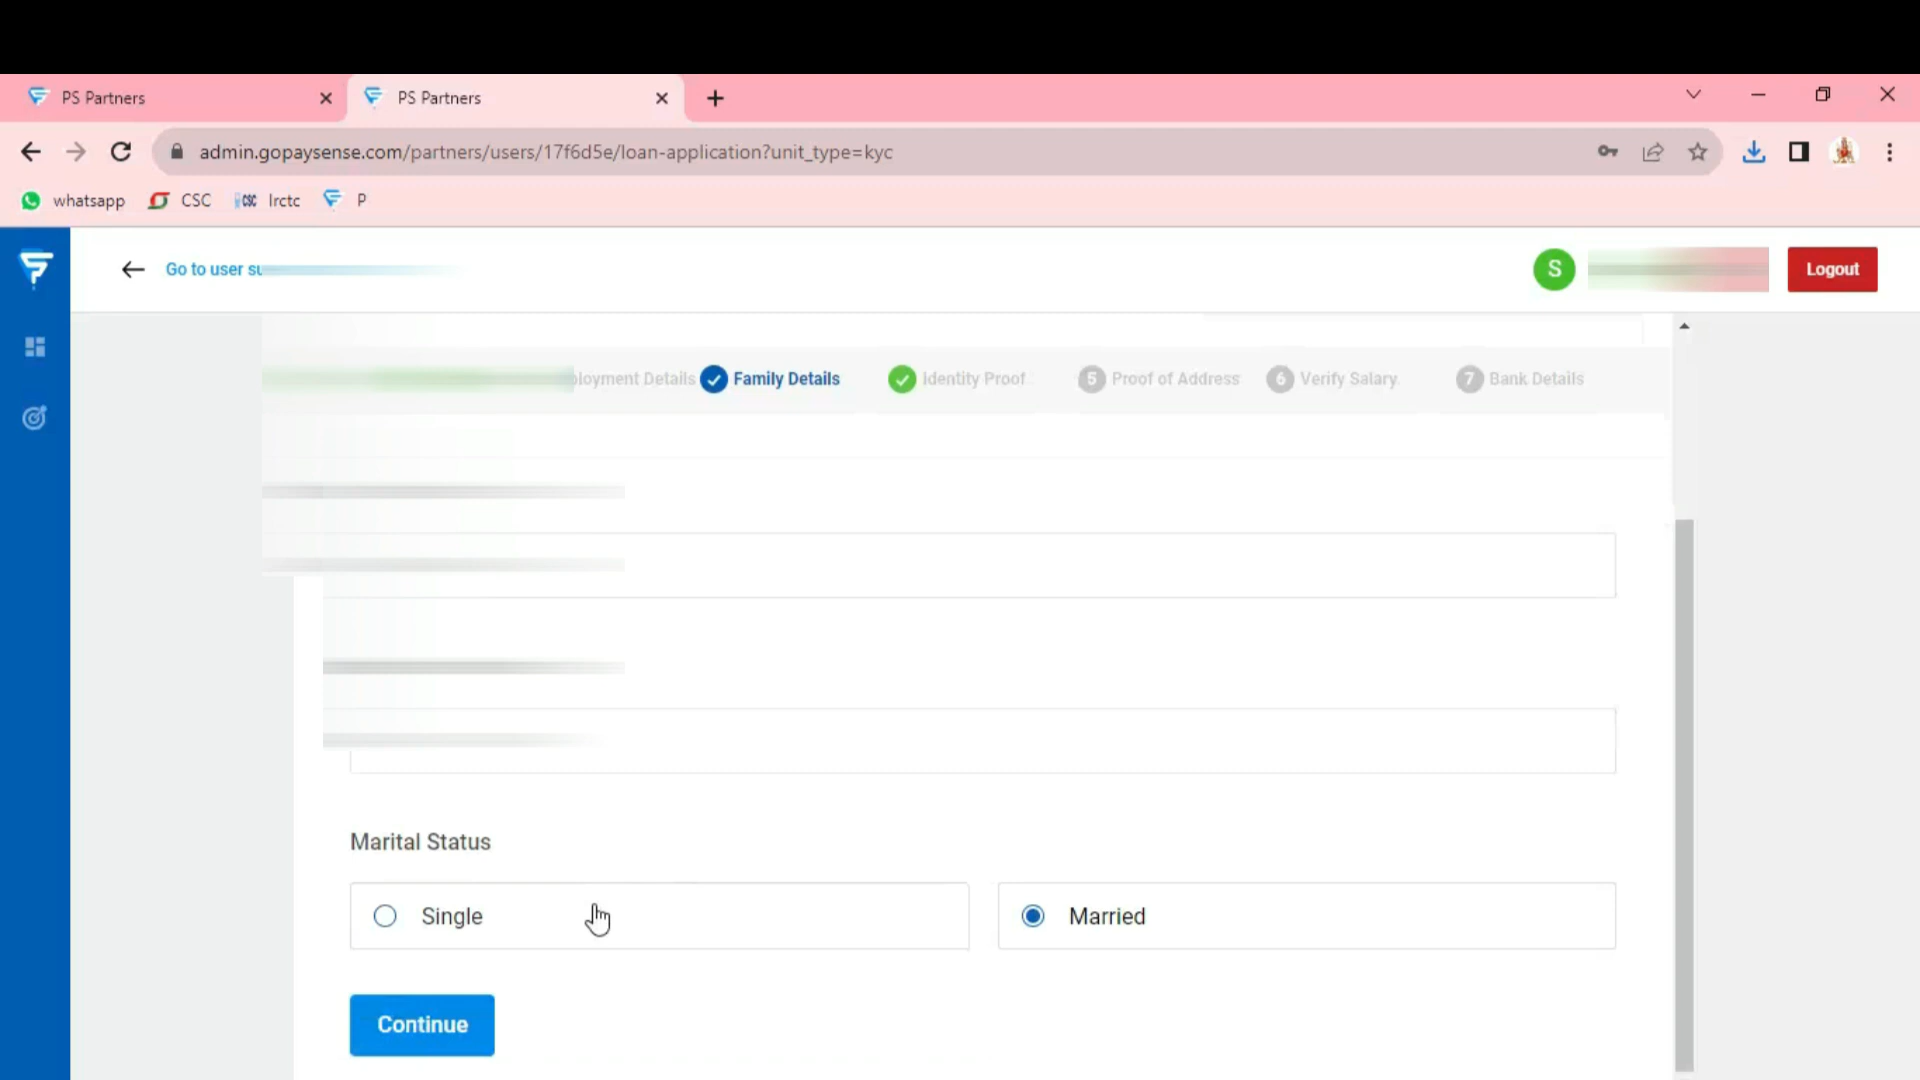 PS Partners
PS Partners
admin.gopaysense.com/partners/users/17f6d5e/loan-application?unit_type=kyc
whatsapp CSC CSC Irctc P
Go to user
S
Logout
Details Family Details Identity Proof 5 Proof of Address 6 Verify Salary 7 Bank Details
Marital Status
Single Married
Continue